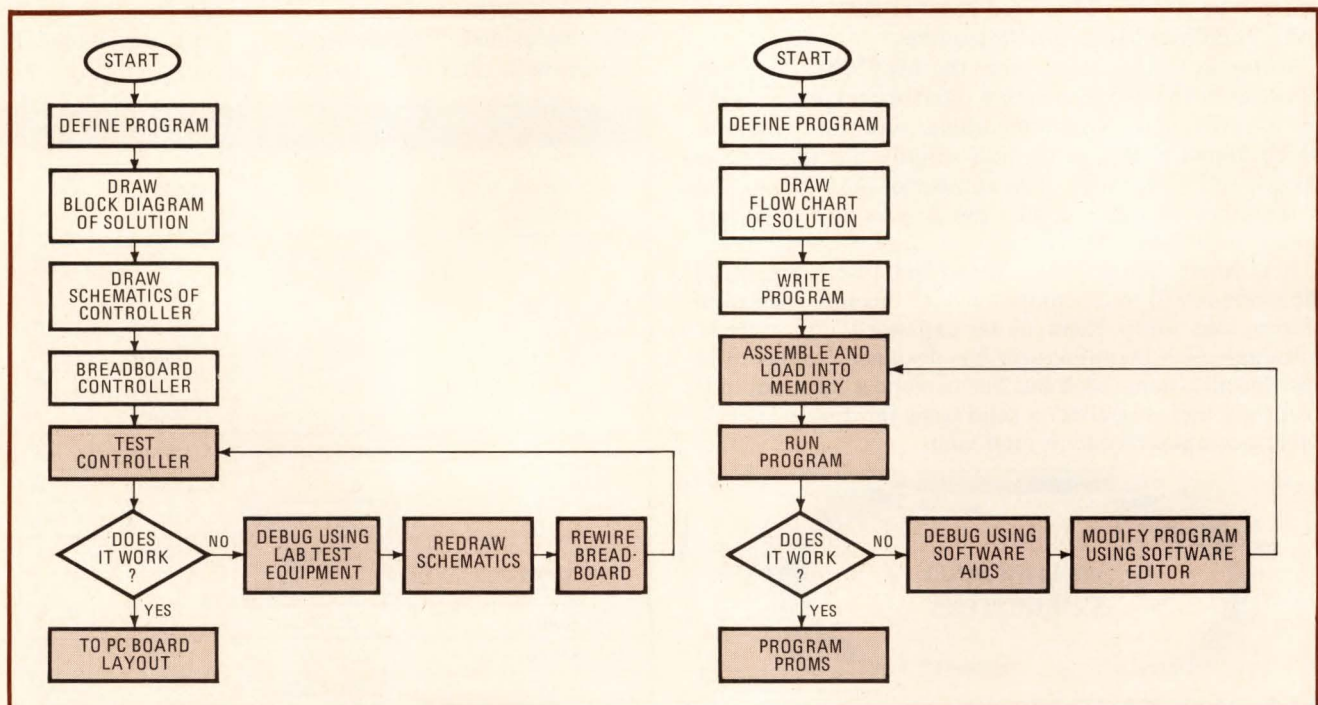 START
DEFINE PROGRAM
DRAW
BLOCK DIAGRAM
OF SOLUTION
DRAW
SCHEMATICS OF
CONTROLLER
BREADBOARD
CONTROLLER
TEST
CONTROLLER
DOES
IT WORK
?
NO
DEBUG USING
LAB TEST
EQUIPMENT
REDRAW
SCHEMATICS
REWIRE
BREAD-
BOARD
YES
TO PC BOARD
LAYOUT
START
DEFINE PROGRAM
DRAW
FLOW CHART
OF SOLUTION
WRITE
PROGRAM
ASSEMBLE AND
LOAD INTO
MEMORY
RUN
PROGRAM
DOES
IT WORK
?
NO
DEBUG USING
SOFTWARE
AIDS
MODIFY PROGRAM
USING SOFTWARE
EDITOR
YES
PROGRAM
PROMS